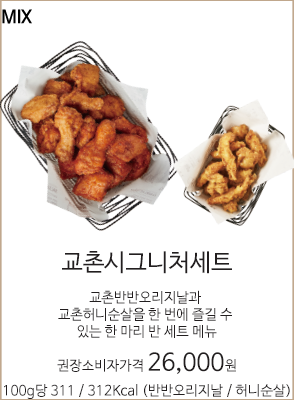 MIX
교촌시그니처세트
교촌반반오리지날과
교촌허니순살을 한 번에 즐길 수
있는 한 마리 반 세트 메뉴
권장소비자가격 26,000원
100g당 311 / 312Kcal (반반오리지날 / 허니순살)